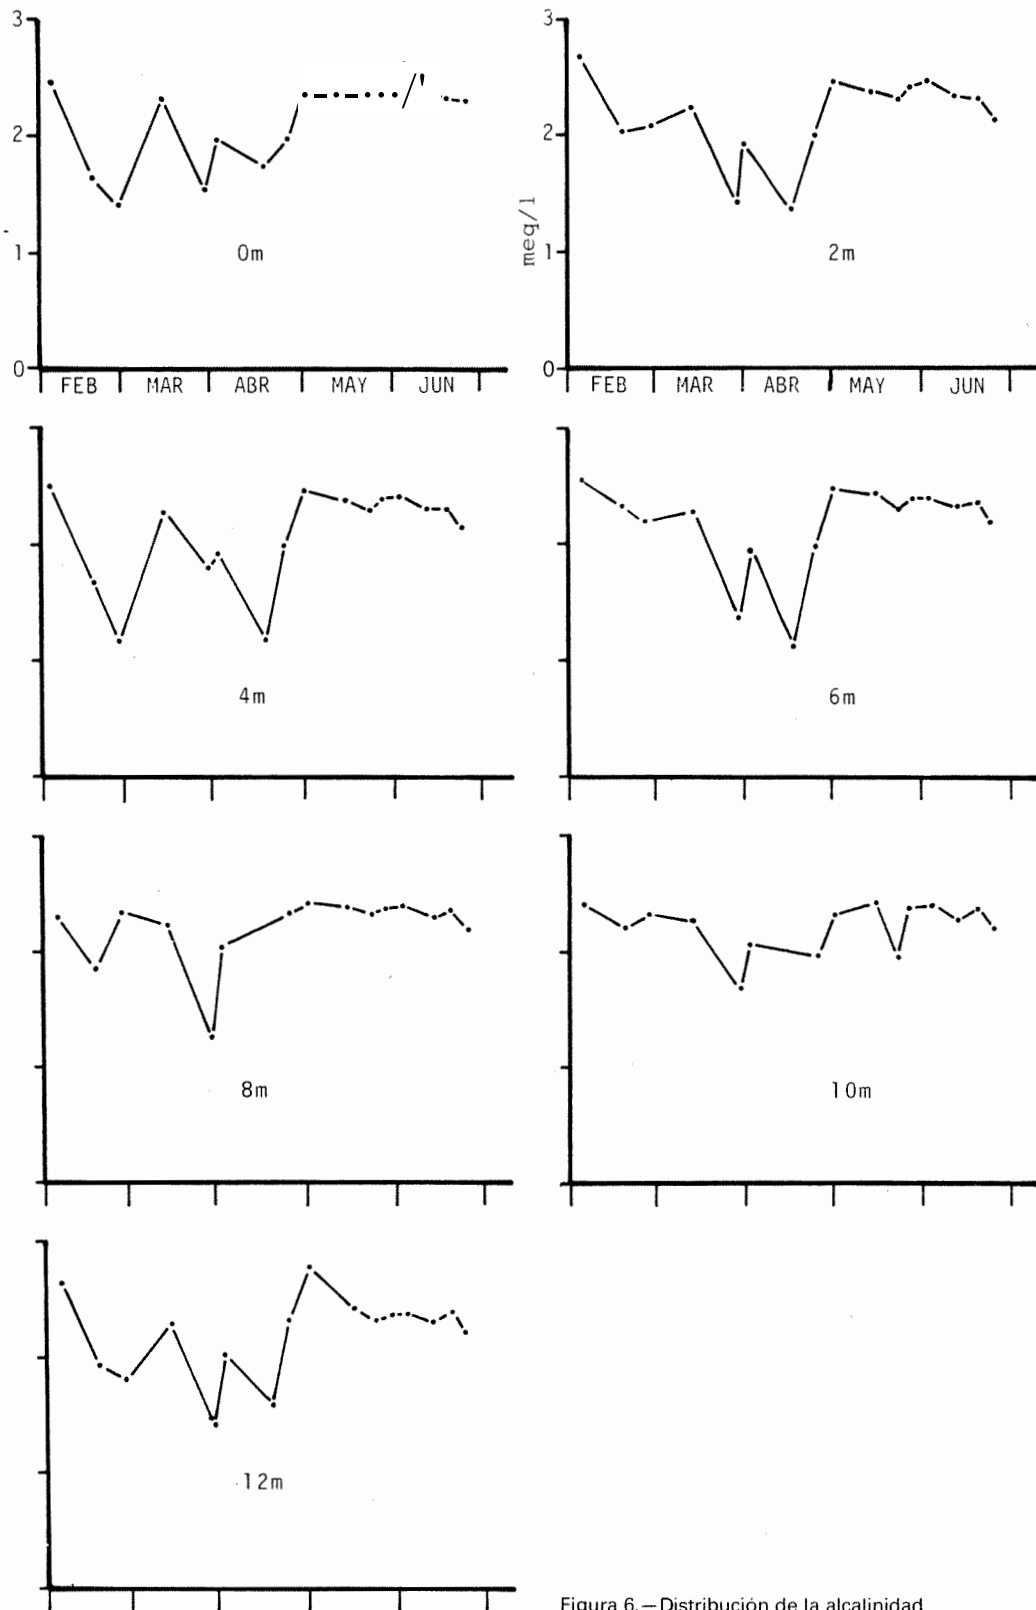 3
2
1
0
0m
FEB MAR ABR MAY JUN
3
2
1
0
meq/l
2m
FEB MAR ABR MAY JUN
4m
6m
8m
10m
12m
Figura 6.—Distribución de la alcalinidad